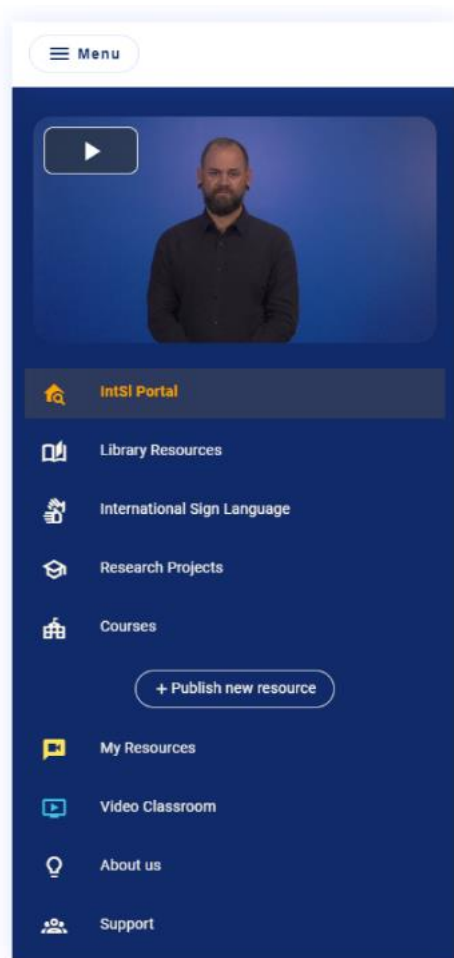 Menu
IntSl Portal
Library Resources
International Sign Language
Research Projects
Courses
+ Publish new resource
My Resources
Video Classroom
About us
Support